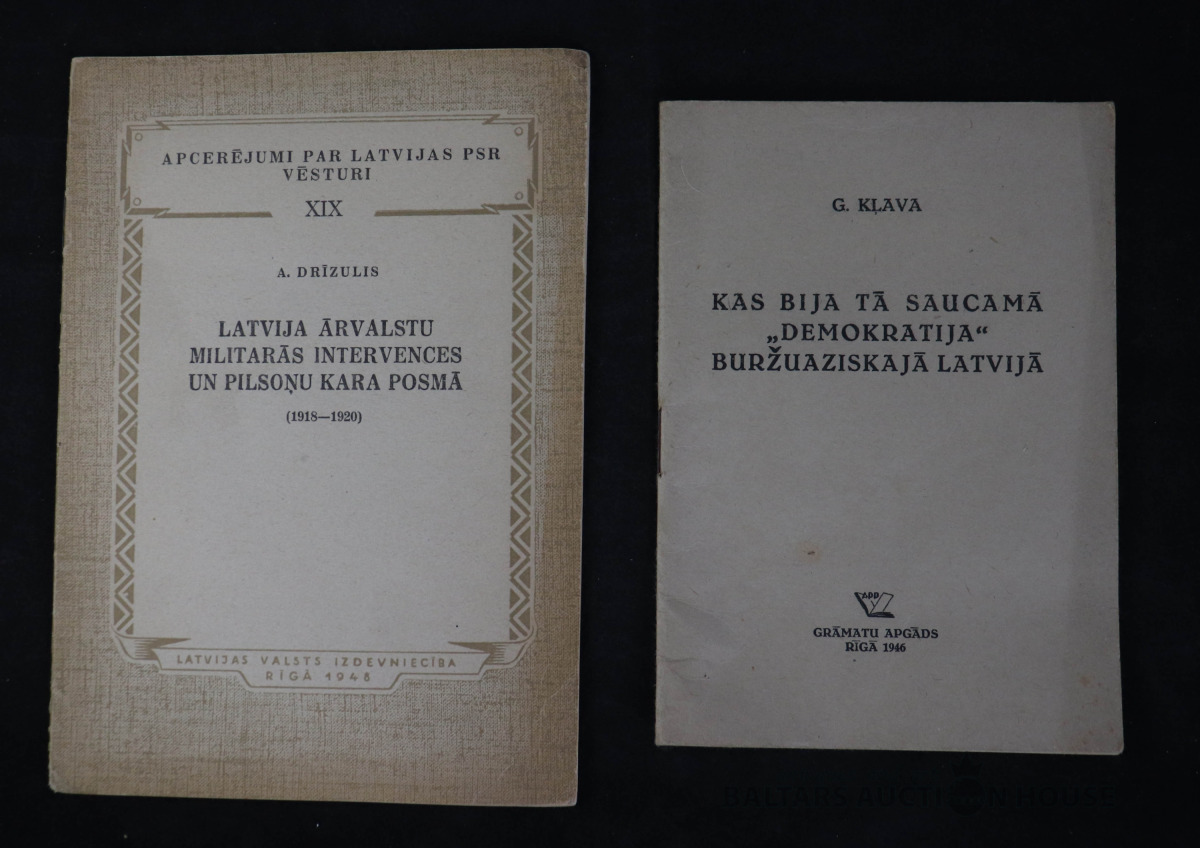 APCERĒJUMI PAR LATVIJAS PSR
VĒSTURI
XIX
A. DRĪZULIS
LATVIJA ĀRVALSTU
MILITARĀS INTERVENCES
UN PILSOŅU KARA POSMĀ
(1918—1920)
LATVIJAS VALSTS IZDEVNIECĪBA
RĪGĀ 1948
G. KĻAVA
KAS BIJA TĀ SAUCAMĀ
„DEMOKRATIJA“
BURŽUAZISKAJĀ LATVIJĀ
APP
GRĀMATU APGĀDS
RĪGĀ 1946
BALTARS AUCTION HOUSE